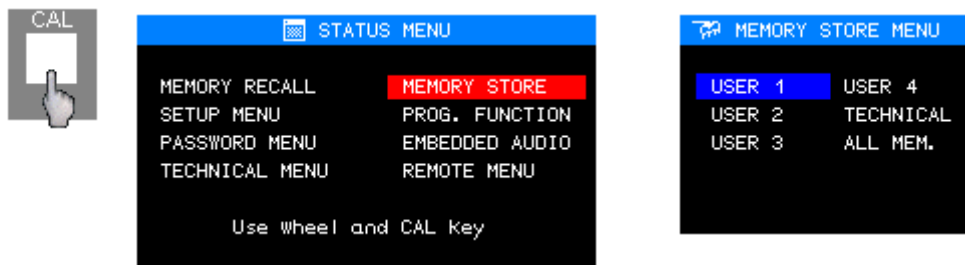 CAL
STATUS MENU
MEMORY RECALL MEMORY STORE
SETUP MENU PROG. FUNCTION
PASSWORD MENU EMBEDDED AUDIO
TECHNICAL MENU REMOTE MENU
Use Wheel and CAL Key
MEMORY STORE MENU
USER 1 USER 4
USER 2 TECHNICAL
USER 3 ALL MEM.